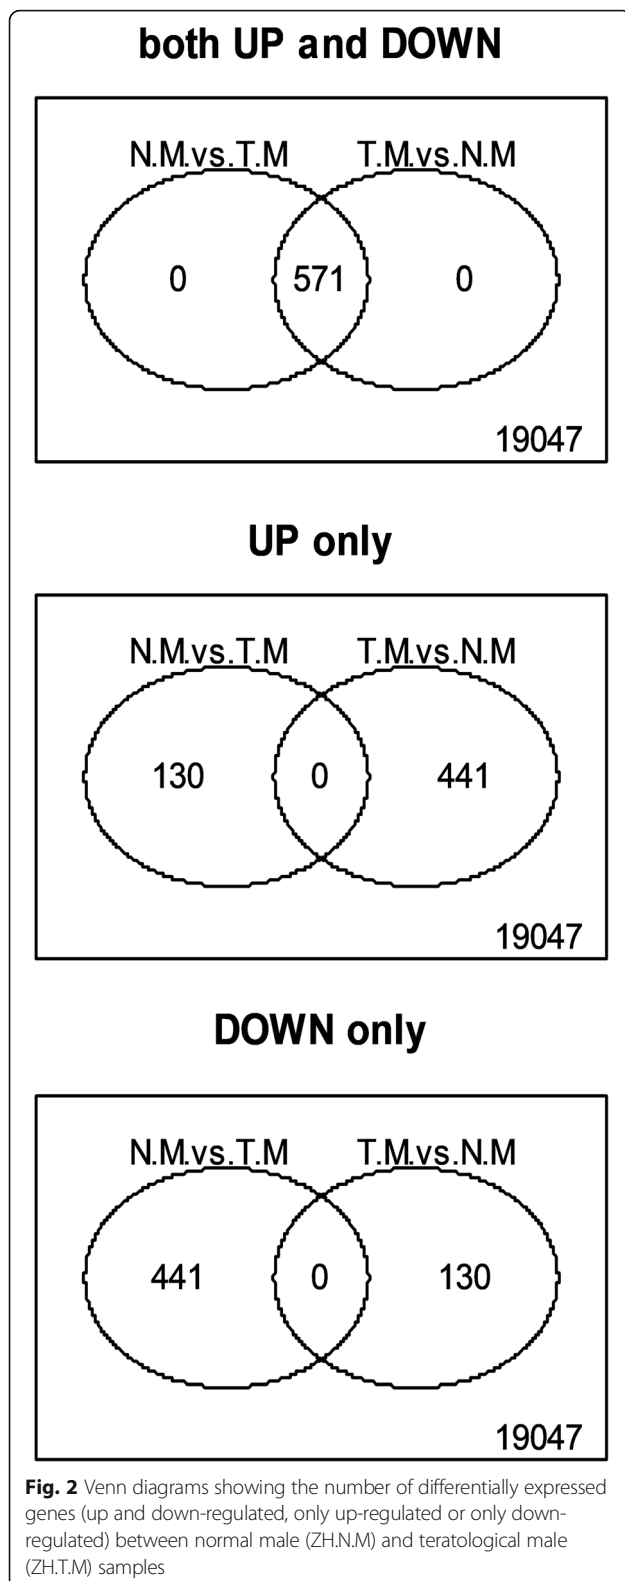 both UP and DOWN
N.M.vs.T.M T.M.vs.N.M
0 571 0
19047
UP only
N.M.vs.T.M T.M.vs.N.M
130 0 441
19047
DOWN only
N.M.vs.T.M T.M.vs.N.M
441 0 130
19047
Fig. 2 Venn diagrams showing the number of differentially expressed
genes (up and down-regulated, only up-regulated or only down-
regulated) between normal male (ZH.N.M) and teratological male
(ZH.T.M) samples